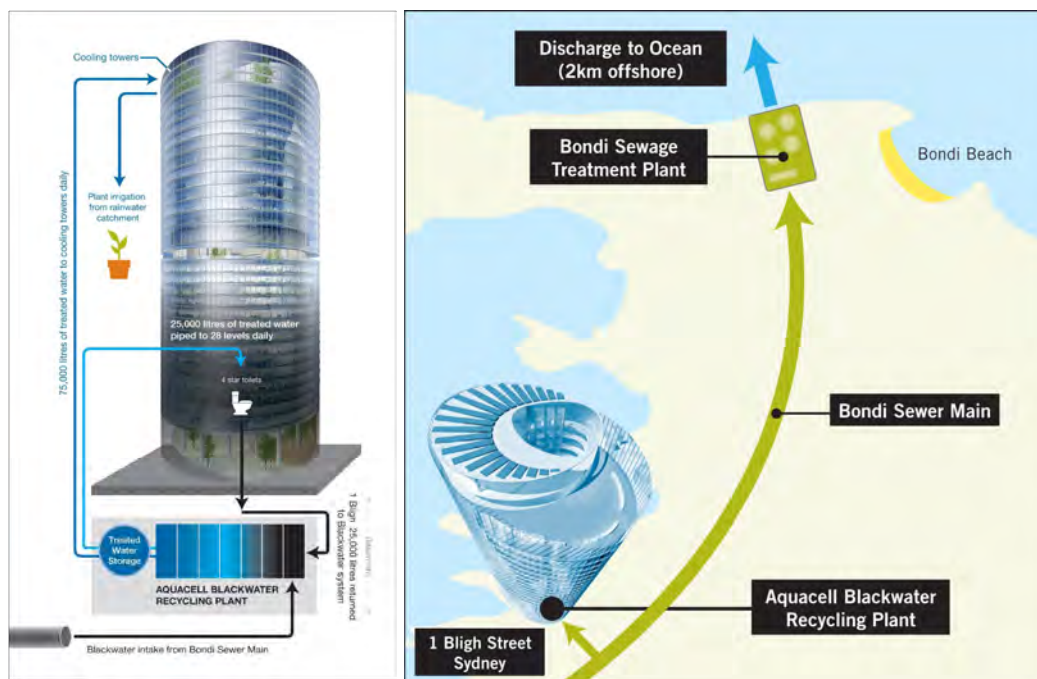 Cooling towers
75,000 litres of treated water to cooling towers daily
Plant irrigation
from rainwater
catchment
25,000 litres of treated water
piped to 28 levels daily
4 star toilets
1 Bligh 25,000 litres returned
to Blackwater system
(Basement)
Treated
Water
Storage
AQUACELL BLACKWATER
RECYCLING PLANT
Blackwater intake from Bondi Sewer Main
Discharge to Ocean
(2km offshore)
Bondi Sewage
Treatment Plant
Bondi Beach
Bondi Sewer Main
Aquacell Blackwater
Recycling Plant
1 Bligh Street
Sydney